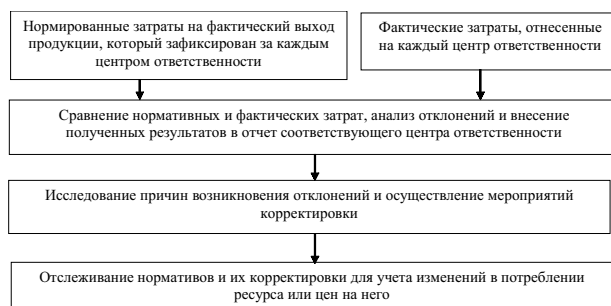 Нормированные затраты на фактический выход
продукции, который зафиксирован за каждым
центром ответственности
Фактические затраты, отнесенные
на каждый центр ответственности
Сравнение нормативных и фактических затрат, анализ отклонений и внесение
полученных результатов в отчет соответствующего центра ответственности
Исследование причин возникновения отклонений и осуществление мероприятий
корректировки
Отслеживание нормативов и их корректировки для учета изменений в потреблении
ресурса или цен на него